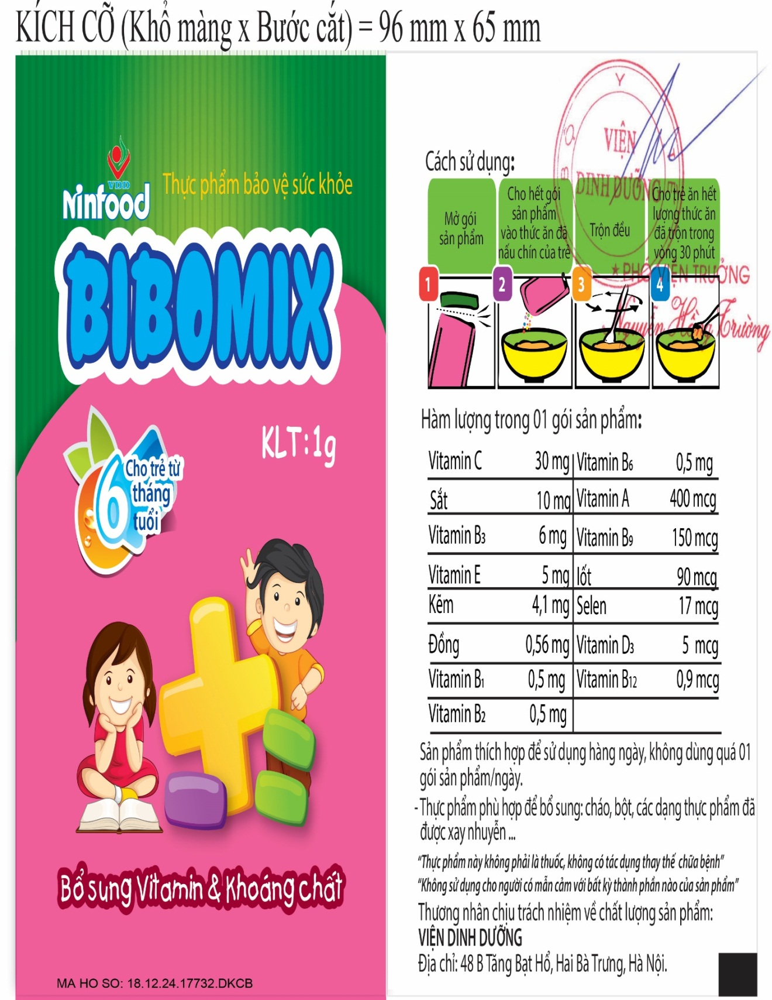 KÍCH CỠ (Khổ màng x Bước cắt) = 96 mm x 65 mm
VDD
Ninfood
Thực phẩm bảo vệ sức khỏe
BIBOMIX
KLT:1g
6
Cho trẻ từ
tháng
tuổi
Bổ sung Vitamin & Khoáng chất
MA HO SO: 18.12.24.17732.DKCB
Y
VIỆN
DINH DƯỠNG
PHÓ VIỆN TRƯỞNG
Nguyễn Hồng Trường
Cách sử dụng:
Mở gói
sản phẩm
Cho hết gói
sản phẩm
vào thức ăn đã
nấu chín của trẻ
Trộn đều
Cho trẻ ăn hết
lượng thức ăn
đã trộn trong
vòng 30 phút
1 2 3 4
Hàm lượng trong 01 gói sản phẩm:
Vitamin C 30 mg Vitamin B6 0,5 mg
Sắt 10 mg Vitamin A 400 mcg
Vitamin B3 6 mg Vitamin B9 150 mcg
Vitamin E 5 mg Iốt 90 mcg
Kẽm 4,1 mg Selen 17 mcg
Đồng 0,56 mg Vitamin D3 5 mcg
Vitamin B1 0,5 mg Vitamin B12 0,9 mcg
Vitamin B2 0,5 mg
Sản phẩm thích hợp để sử dụng hàng ngày, không dùng quá 01
gói sản phẩm/ngày.
- Thực phẩm phù hợp để bổ sung: cháo, bột, các dạng thực phẩm đã
được xay nhuyễn ...
"Thực phẩm này không phải là thuốc, không có tác dụng thay thế chữa bệnh"
"Không sử dụng cho người có mẫn cảm với bất kỳ thành phần nào của sản phẩm"
Thương nhân chịu trách nhiệm về chất lượng sản phẩm:
VIỆN DINH DƯỠNG
Địa chỉ: 48 B Tăng Bạt Hổ, Hai Bà Trưng, Hà Nội.